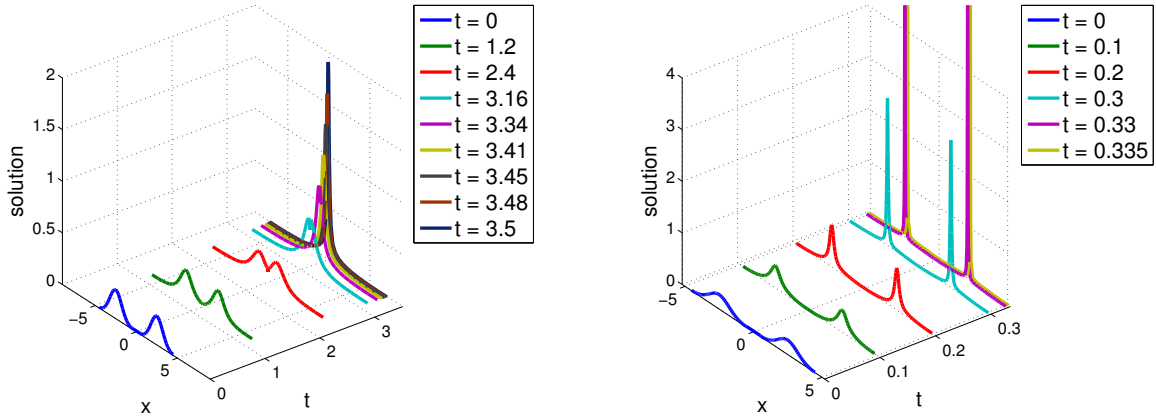 2
1.5
1
0.5
0
solution
−5
0
5
x
0
1
2
3
t
t = 0
t = 1.2
t = 2.4
t = 3.16
t = 3.34
t = 3.41
t = 3.45
t = 3.48
t = 3.5
4
3
2
1
0
solution
−5
0
5
x
0
0.1
0.2
0.3
t
t = 0
t = 0.1
t = 0.2
t = 0.3
t = 0.33
t = 0.335